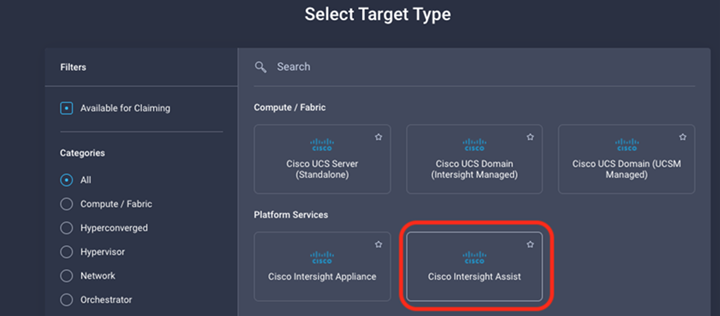 Select Target Type
Filters
Search
Available for Claiming
Categories
All
Compute / Fabric
Hyperconverged
Hypervisor
Network
Orchestrator
Compute / Fabric
CISCO
Cisco UCS Server
(Standalone)
CISCO
Cisco UCS Domain
(Intersight Managed)
CISCO
Cisco UCS Domain (UCSM
Managed)
Platform Services
CISCO
Cisco Intersight Appliance
CISCO
Cisco Intersight Assist